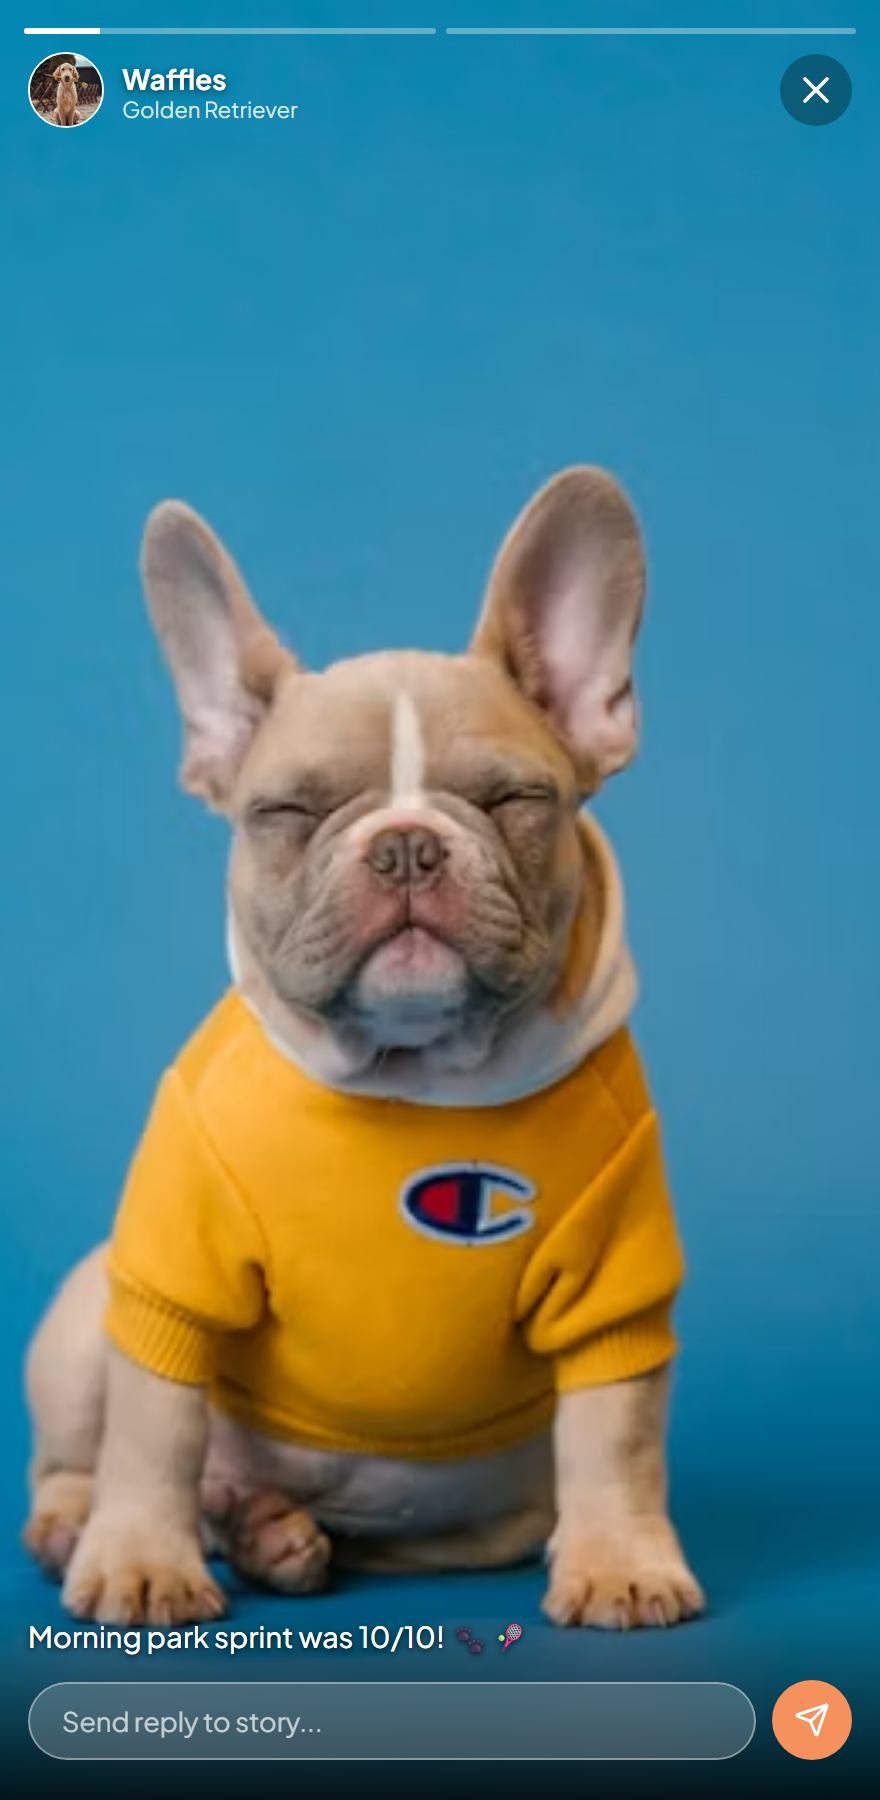 Waffles
Golden Retriever
Morning park sprint was 10/10! 🐾 🎾
Send reply to story...